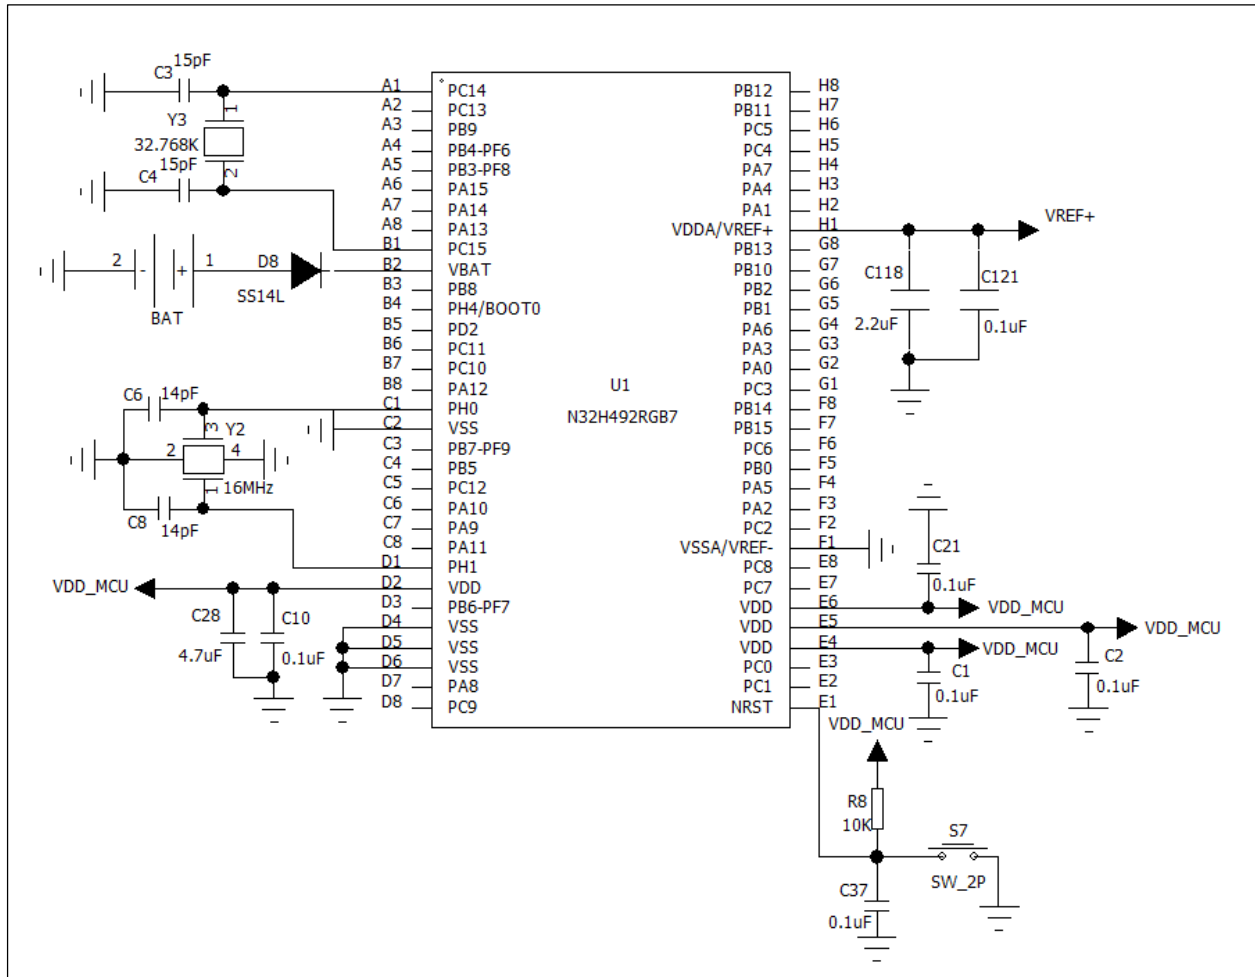 15pF
C3
Y3
32.768K
15pF
C4
1
2
2
-
+
1
D8
SS14L
BAT
C6
14pF
3
Y2
2
4
1
16MHz
C8
14pF
VDD_MCU
C28
C10
4.7uF
0.1uF
A1 PC14
A2 PC13
A3 PB9
A4 PB4-PF6
A5 PB3-PF8
A6 PA15
A7 PA14
A8 PA13
B1 PC15
B2 VBAT
B3 PB8
B4 PH4/BOOT0
B5 PD2
B6 PC11
B7 PC10
B8 PA12
C1 PH0
C2 VSS
C3 PB7-PF9
C4 PB5
C5 PC12
C6 PA10
C7 PA9
C8 PA11
D1 PH1
D2 VDD
D3 PB6-PF7
D4 VSS
D5 VSS
D6 VSS
D7 PA8
D8 PC9
U1
N32H492RGB7
PB12 H8
PB11 H7
PC5 H6
PC4 H5
PA7 H4
PA4 H3
PA1 H2
VDDA/VREF+ H1
PB13 G8
PB10 G7
PB2 G6
PB1 G5
PA6 G4
PA3 G3
PA0 G2
PC3 G1
PB14 F8
PB15 F7
PC6 F6
PB0 F5
PA5 F4
PA2 F3
PC2 F2
VSSA/VREF- F1
PC8 E8
PC7 E7
VDD E6
VDD E5
VDD E4
PC0 E3
PC1 E2
NRST E1
VREF+
C118
C121
2.2uF
0.1uF
C21
0.1uF
VDD_MCU
VDD_MCU
VDD_MCU
C1
0.1uF
C2
0.1uF
VDD_MCU
R8
10K
S7
SW_2P
C37
0.1uF